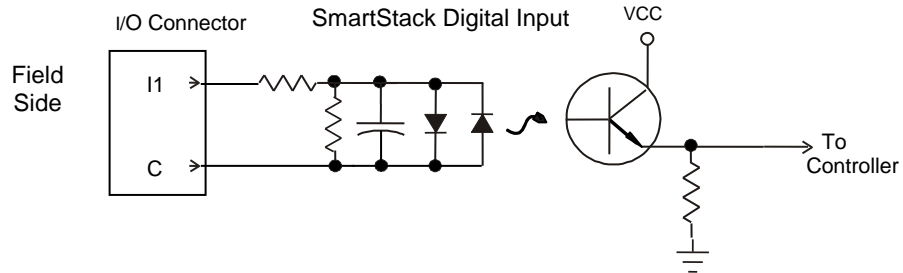 SmartStack Digital Input
I/O Connector
VCC
Field
Side
I1
C
To
Controller